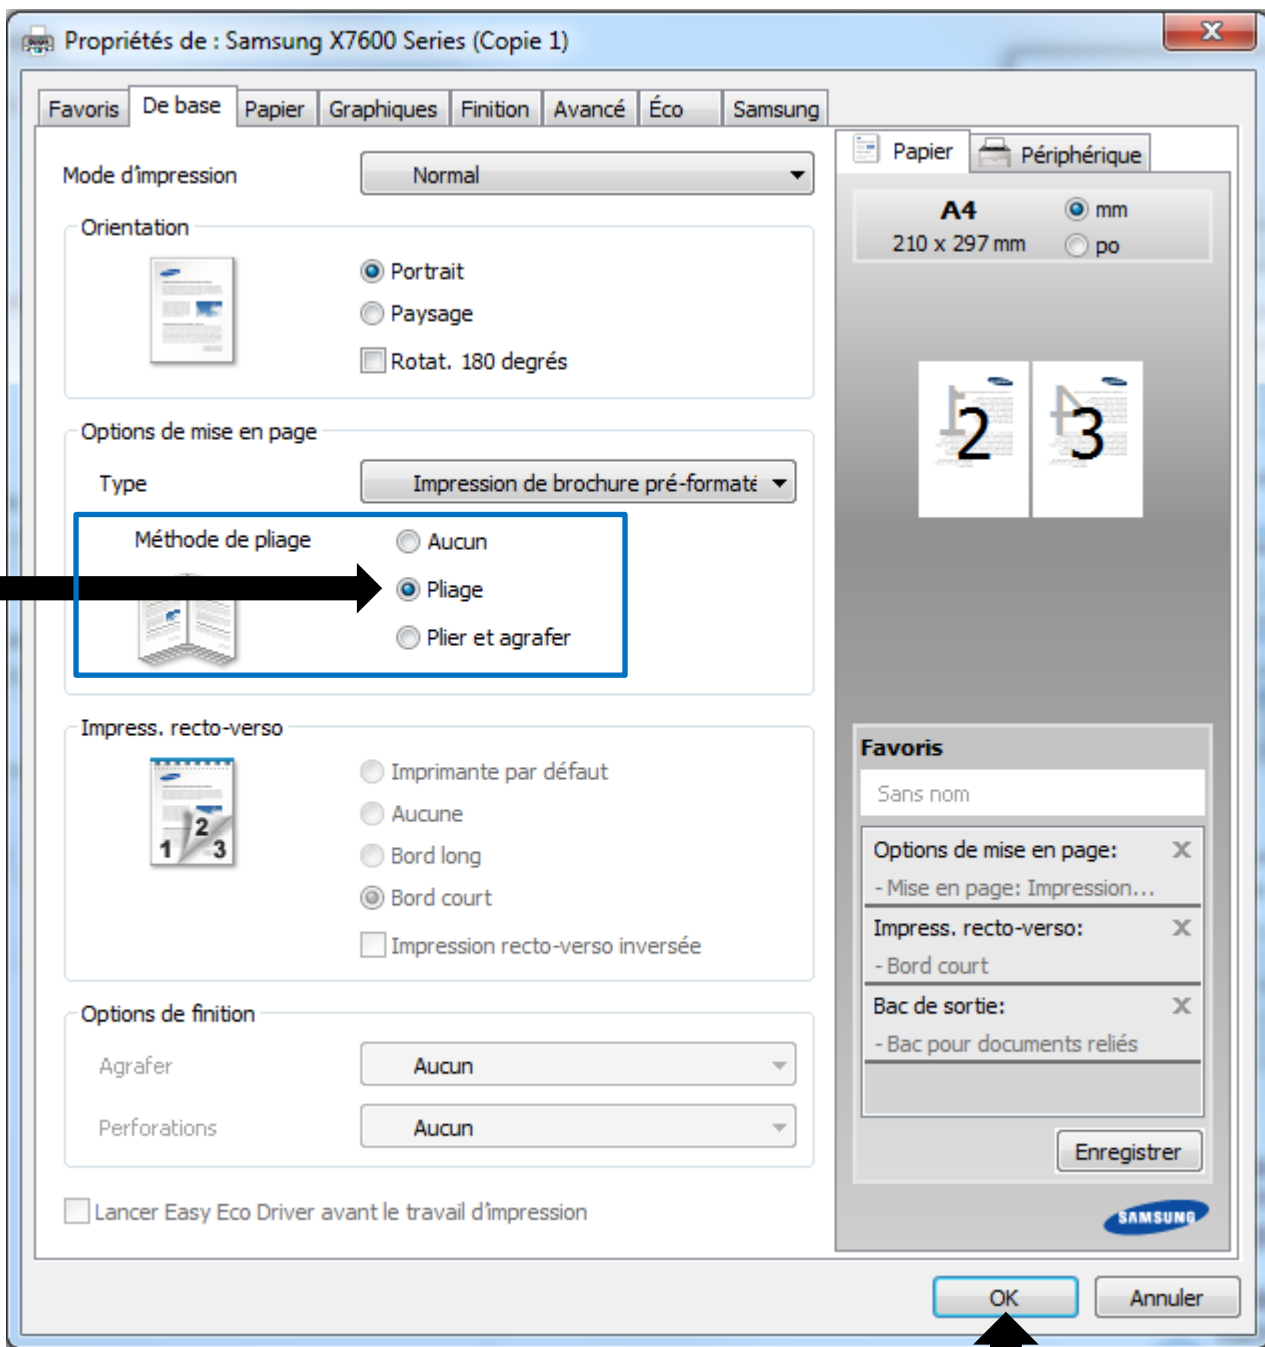 Propriétés de : Samsung X7600 Series (Copie 1)
X
Favoris De base Papier Graphiques Finition Avancé Éco Samsung
Mode d'impression Normal
Orientation
Portrait
Paysage
Rotat. 180 degrés
Options de mise en page
Type Impression de brochure pré-formaté
Méthode de pliage Aucun
Pliage
Plier et agrafer
Impress. recto-verso
1 2 3
Imprimante par défaut
Aucune
Bord long
Bord court
Impression recto-verso inversée
Options de finition
Agrafer Aucun
Perforations Aucun
Lancer Easy Eco Driver avant le travail d'impression
Papier Périphérique
A4 mm
210 x 297 mm po
1 2 4 3
Favoris
Sans nom
Options de mise en page: X
- Mise en page: Impression...
Impress. recto-verso: X
- Bord court
Bac de sortie: X
- Bac pour documents reliés
Enregistrer
SAMSUNG
OK Annuler